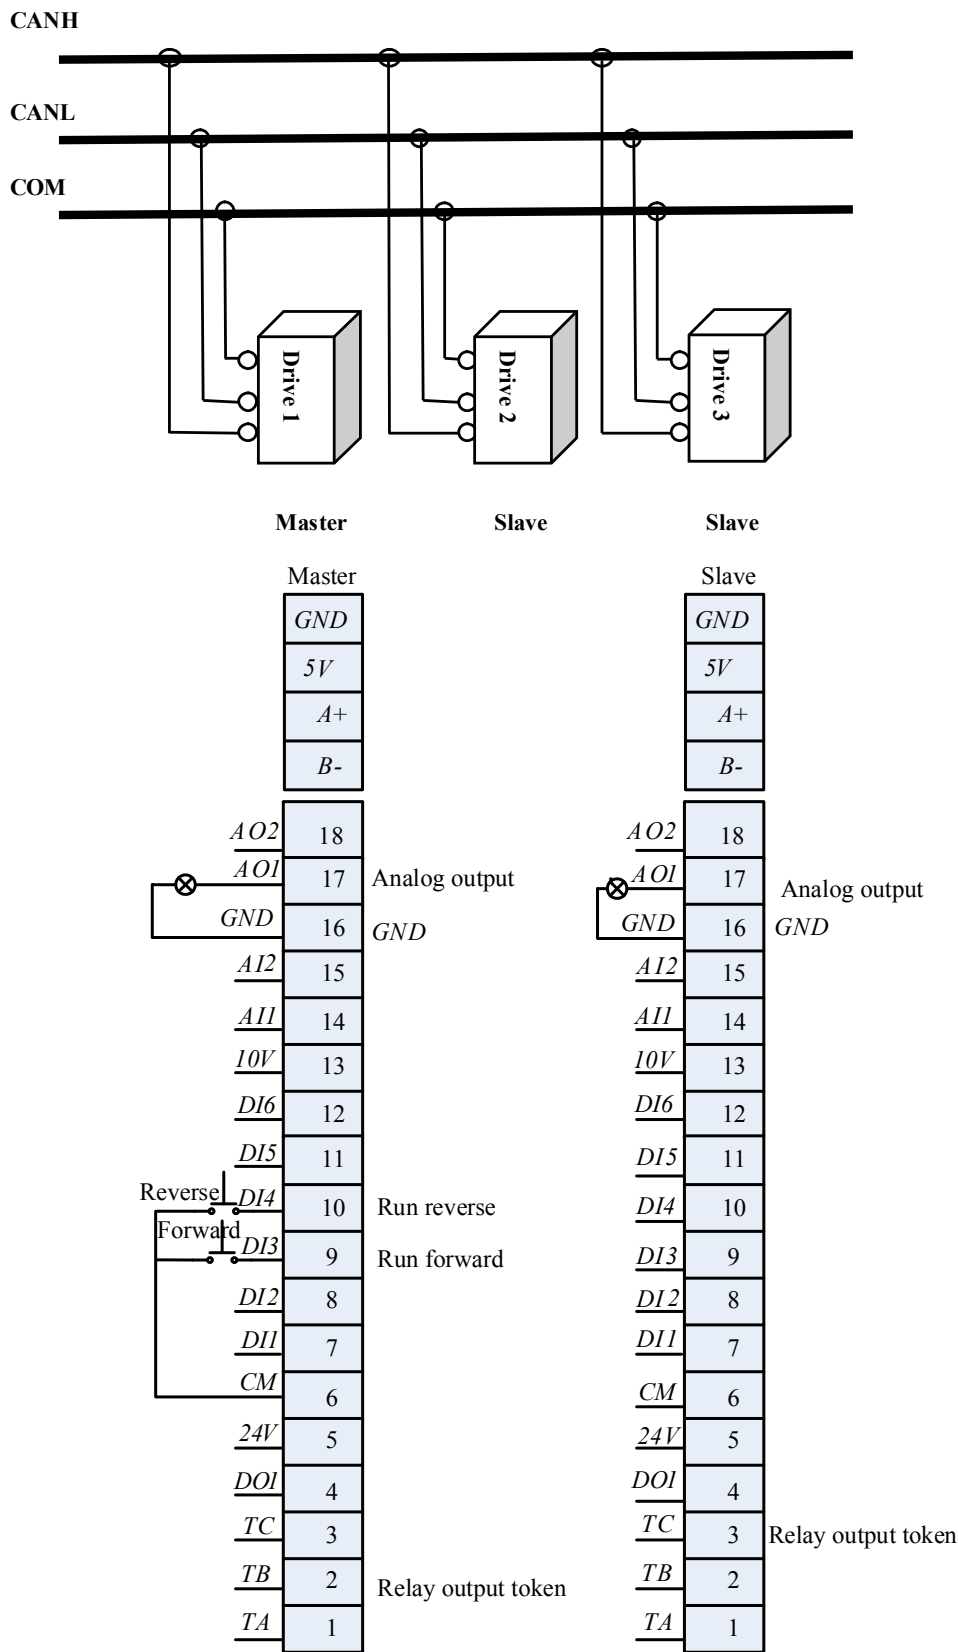 CANH
CANL
COM
Drive 1
Drive 2
Drive 3
Master Slave Slave
Master
GND
5V
A+
B-
AO2 18
AO1 17 Analog output
GND 16 GND
AI2 15
AI1 14
10V 13
DI6 12
DI5 11
Reverse DI4 10 Run reverse
Forward DI3 9 Run forward
DI2 8
DI1 7
CM 6
24V 5
DO1 4
TC 3
TB 2 Relay output token
TA 1
Slave
GND
5V
A+
B-
AO2 18
AO1 17 Analog output
GND 16 GND
AI2 15
AI1 14
10V 13
DI6 12
DI5 11
DI4 10
DI3 9
DI2 8
DI1 7
CM 6
24V 5
DO1 4
TC 3 Relay output token
TB 2
TA 1